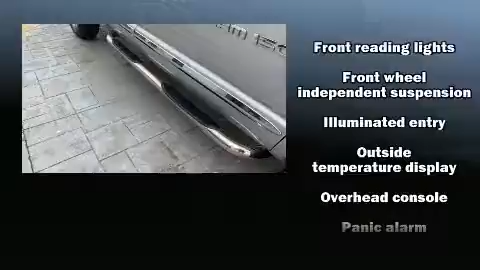 Front reading lights
Front wheel
independent suspension
Illuminated entry
Outside
temperature display
Overhead console
Panic alarm